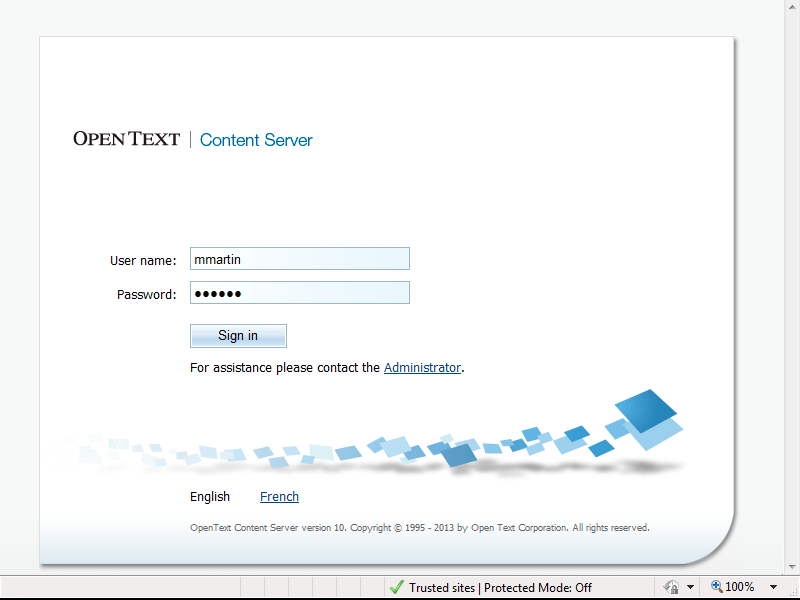 OPEN TEXT | Content Server
User name: mmartin
Password: ●●●●●●
Sign in
For assistance please contact the Administrator.
English French
OpenText Content Server version 10. Copyright © 1995 - 2013 by Open Text Corporation. All rights reserved.
Trusted sites | Protected Mode: Off 100%